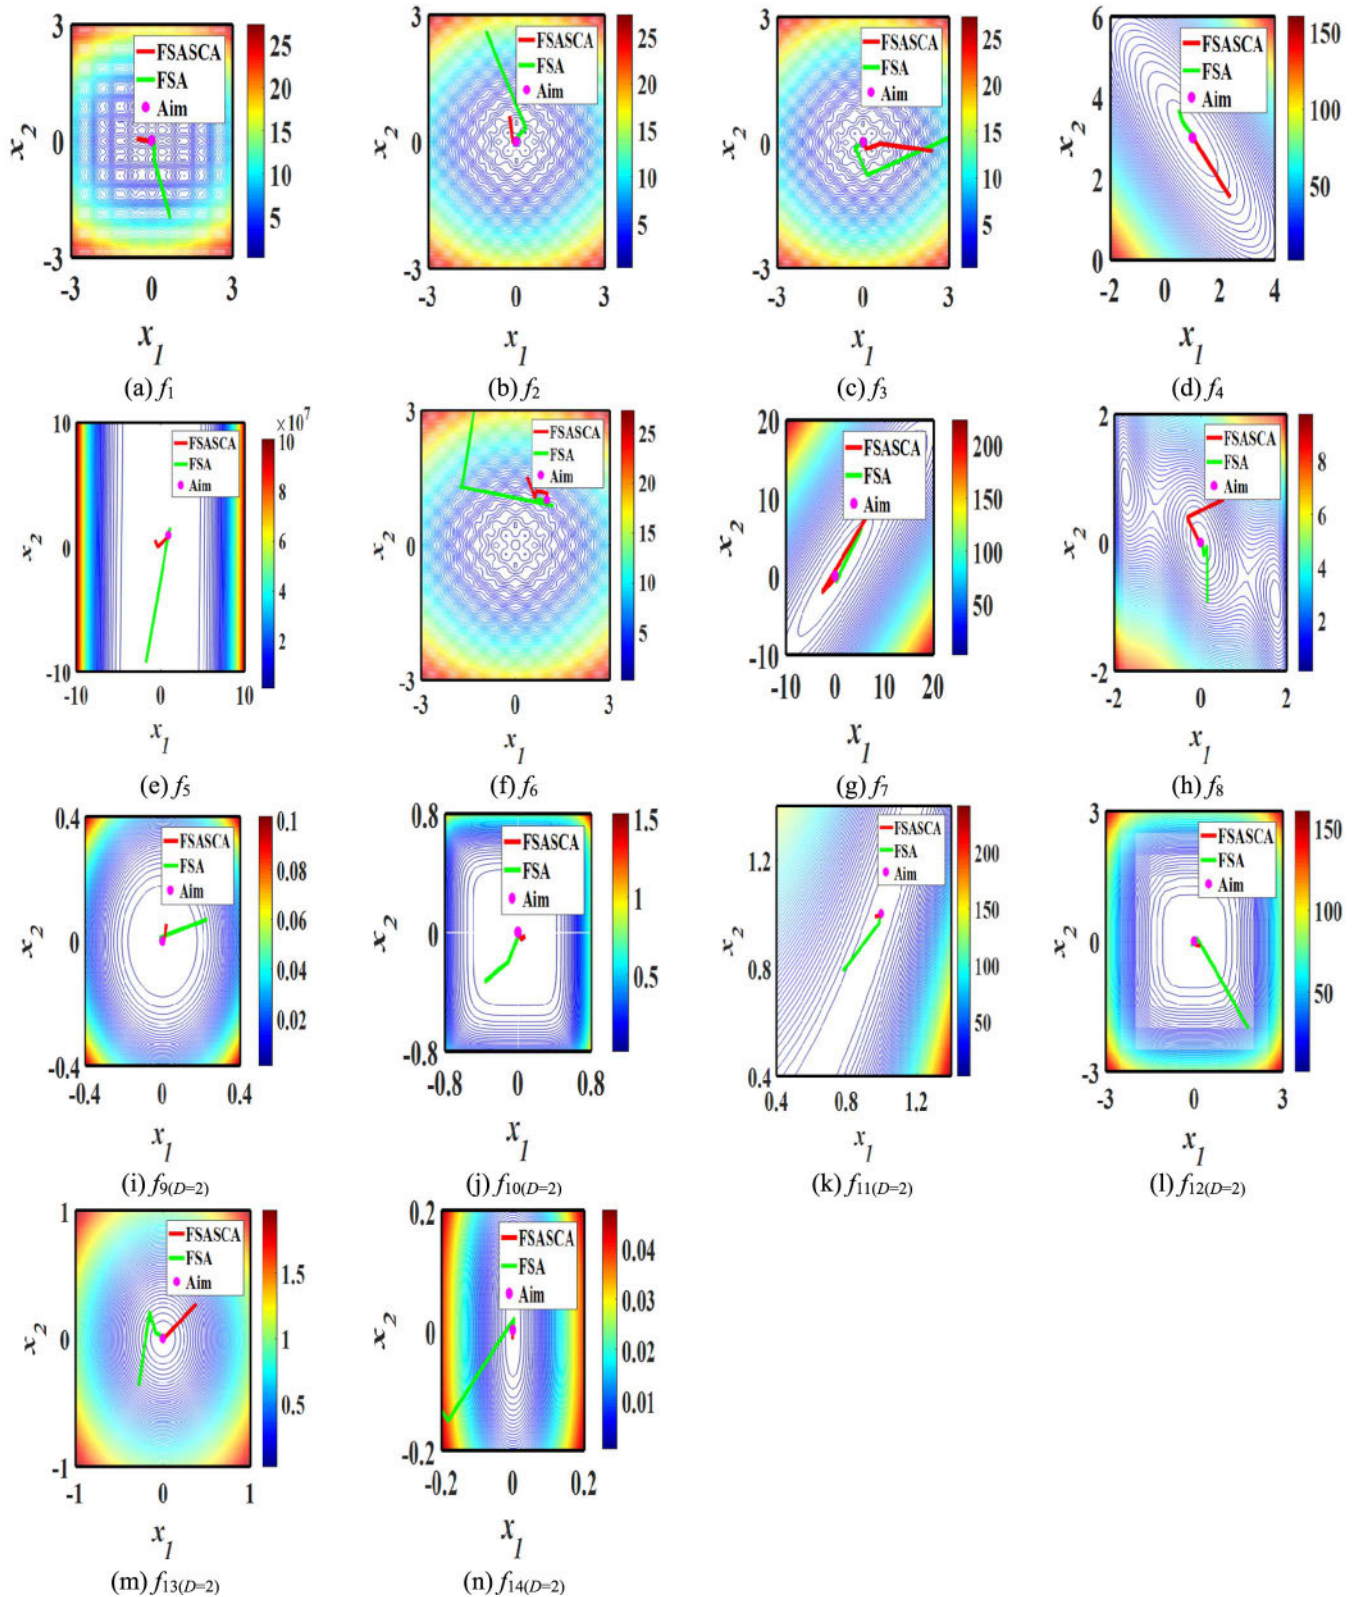 3
0
-3
-3 0 3
x2
x1
FSASCA
FSA
Aim
25
20
15
10
5
(a) f1
3
0
-3
-3 0 3
x2
x1
FSASCA
FSA
Aim
25
20
15
10
5
(b) f2
3
0
-3
-3 0 3
x2
x1
FSASCA
FSA
Aim
25
20
15
10
5
(c) f3
6
4
2
0
-2 0 2 4
x2
x1
FSASCA
FSA
Aim
150
100
50
(d) f4
10
0
-10
-10 0 10
x2
x1
FSASCA
FSA
Aim
×10^7
10
8
6
4
2
(e) f5
3
0
-3
-3 0 3
x2
x1
FSASCA
FSA
Aim
25
20
15
10
5
(f) f6
20
10
0
-10
-10 0 10 20
x2
x1
FSASCA
FSA
Aim
200
150
100
50
(g) f7
2
0
-2
-2 0 2
x2
x1
FSASCA
FSA
Aim
8
6
4
2
(h) f8
0.4
0
-0.4
-0.4 0 0.4
x2
x1
FSASCA
FSA
Aim
0.1
0.08
0.06
0.04
0.02
(i) f9(D=2)
0.8
0
-0.8
-0.8 0 0.8
x2
x1
FSASCA
FSA
Aim
1.5
1
0.5
(j) f10(D=2)
1.2
0.8
0.4
0.4 0.8 1.2
x2
x1
FSASCA
FSA
Aim
200
150
100
50
(k) f11(D=2)
3
0
-3
-3 0 3
x2
x1
FSASCA
FSA
Aim
150
100
50
(l) f12(D=2)
1
0
-1
-1 0 1
x2
x1
FSASCA
FSA
Aim
1.5
1
0.5
(m) f13(D=2)
0.2
0
-0.2
-0.2 0 0.2
x2
x1
FSASCA
FSA
Aim
0.04
0.03
0.02
0.01
(n) f14(D=2)